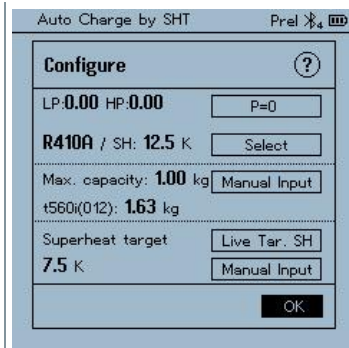 Auto Charge by SHT Prel 4
Configure ?
LP:0.00 HP:0.00 P=0
R410A / SH: 12.5 K Select
Max. capacity: 1.00 kg Manual Input
t560i(012): 1.63 kg
Superheat target Live Tar. SH
7.5 K Manual Input
OK